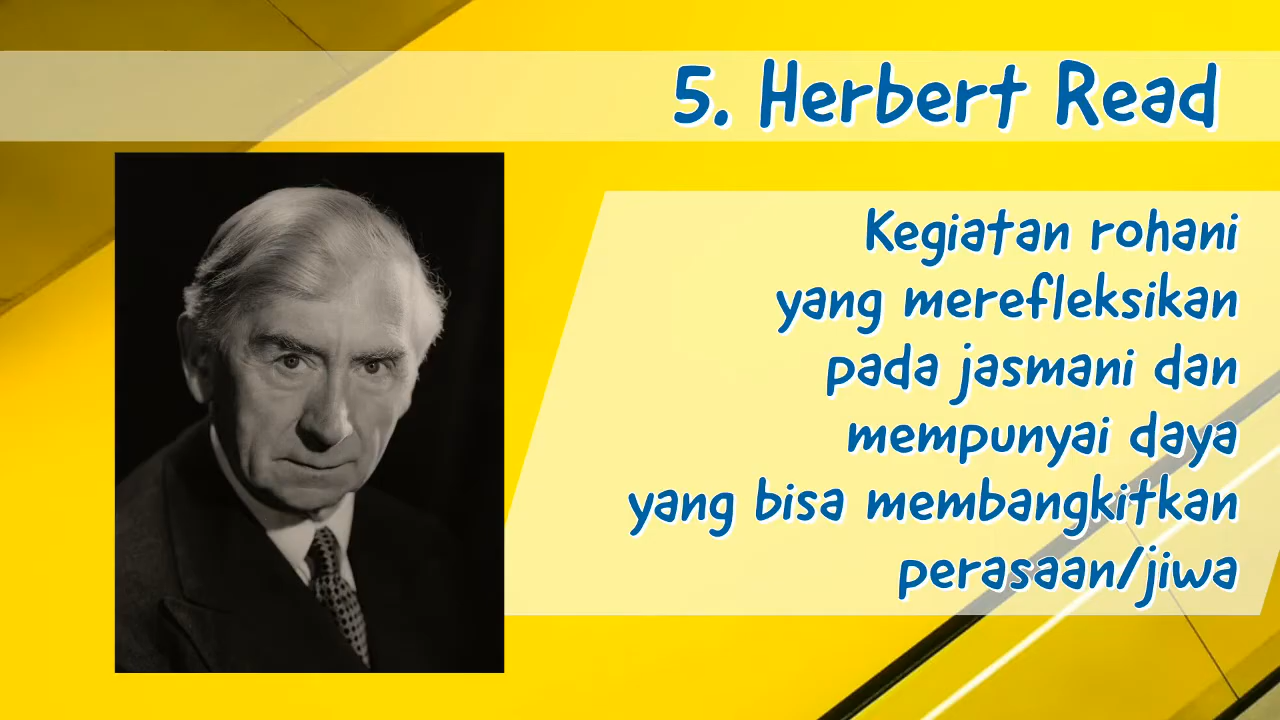 5. Herbert Read
Kegiatan rohani
yang merefleksikan
pada jasmani dan
mempunyai daya
yang bisa membangkitkan
perasaan/jiwa